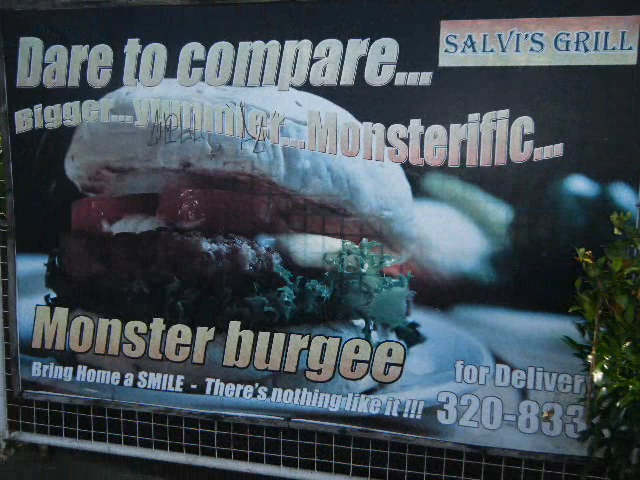 SALVI'S GRILL
Dare to compare...
Bigger...yummier...Monsterific...
Monster burgee
Bring Home a SMILE - There's nothing like it !!!
for Delivery
320-833